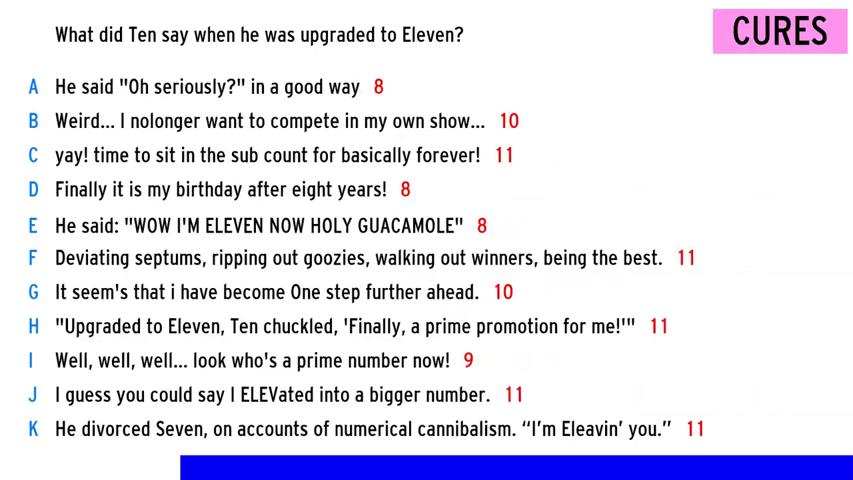 What did Ten say when he was upgraded to Eleven?
CURES
A He said "Oh seriously?" in a good way 8
B Weird... I nolonger want to compete in my own show... 10
C yay! time to sit in the sub count for basically forever! 11
D Finally it is my birthday after eight years! 8
E He said: "WOW I'M ELEVEN NOW HOLY GUACAMOLE" 8
F Deviating septums, ripping out goozies, walking out winners, being the best. 11
G It seem's that i have become One step further ahead. 10
H "Upgraded to Eleven, Ten chuckled, 'Finally, a prime promotion for me!'" 11
I Well, well, well... look who's a prime number now! 9
J I guess you could say I ELEVated into a bigger number. 11
K He divorced Seven, on accounts of numerical cannibalism. “I’m Eleavin’ you.” 11